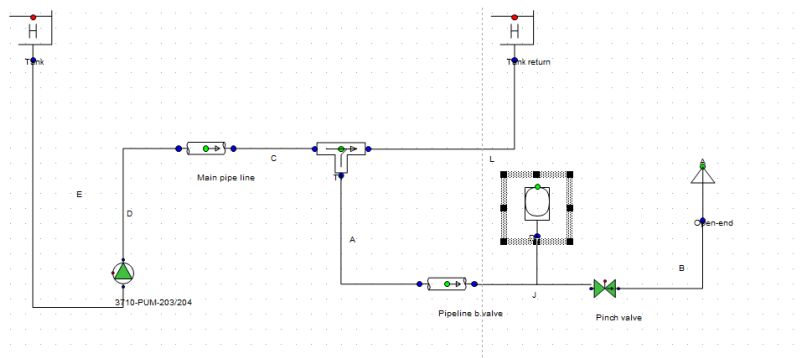 H
H
Tank
Tank return
C
L
A
Main pipe line
T
E
D
Open-end
A
B
3710-PUM-203/204
J
Pipeline b.valve
Pinch valve